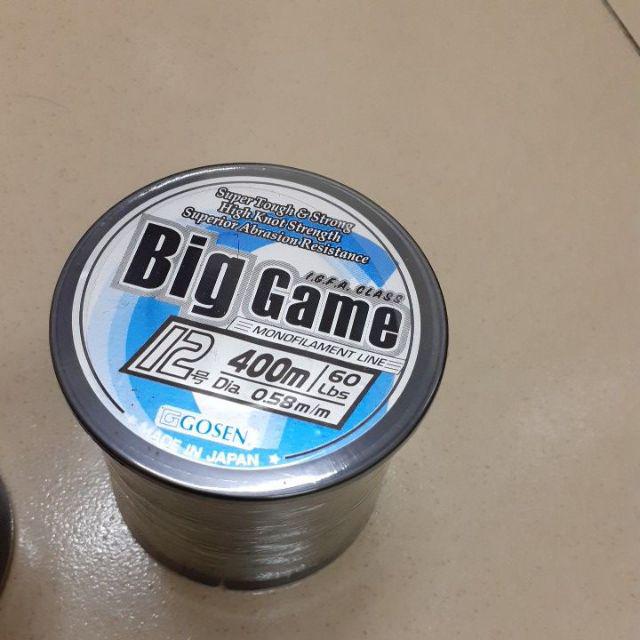 Super Tough & Strong
High Knot Strength
Superior Abrasion Resistance
I.G.F.A. CLASS
Big Game
MONOFILAMENT LINE
12号 400m 60 Lbs
Dia. 0.58m/m
GOSEN
MADE IN JAPAN